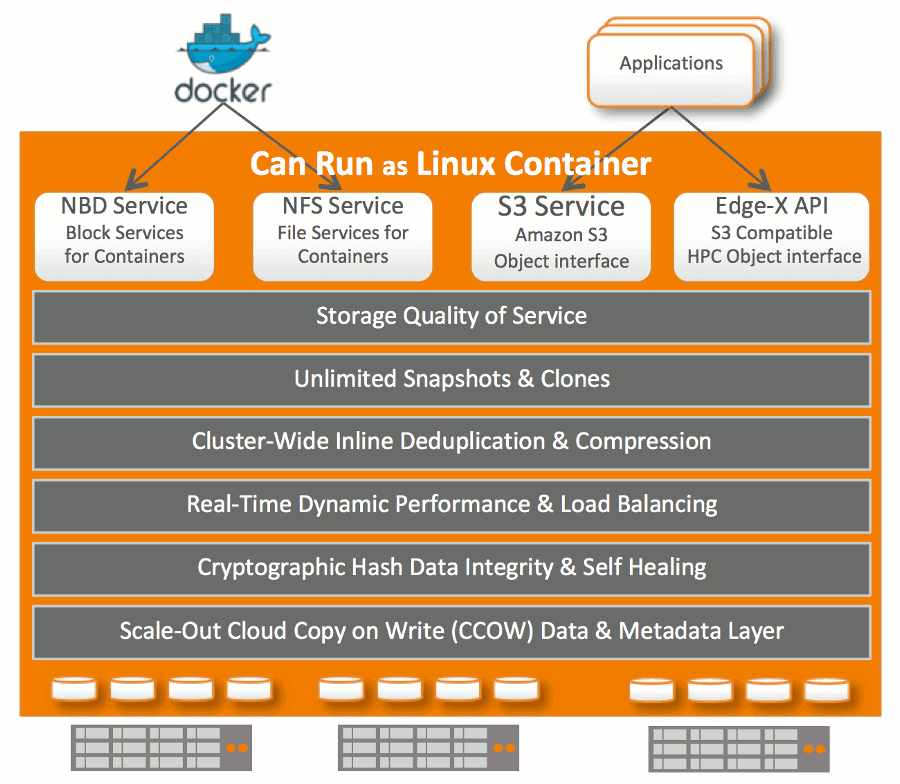 docker
Applications
Can Run as Linux Container
NBD Service
Block Services
for Containers
NFS Service
File Services for
Containers
S3 Service
Amazon S3
Object interface
Edge-X API
S3 Compatible
HPC Object interface
Storage Quality of Service
Unlimited Snapshots & Clones
Cluster-Wide Inline Deduplication & Compression
Real-Time Dynamic Performance & Load Balancing
Cryptographic Hash Data Integrity & Self Healing
Scale-Out Cloud Copy on Write (CCOW) Data & Metadata Layer